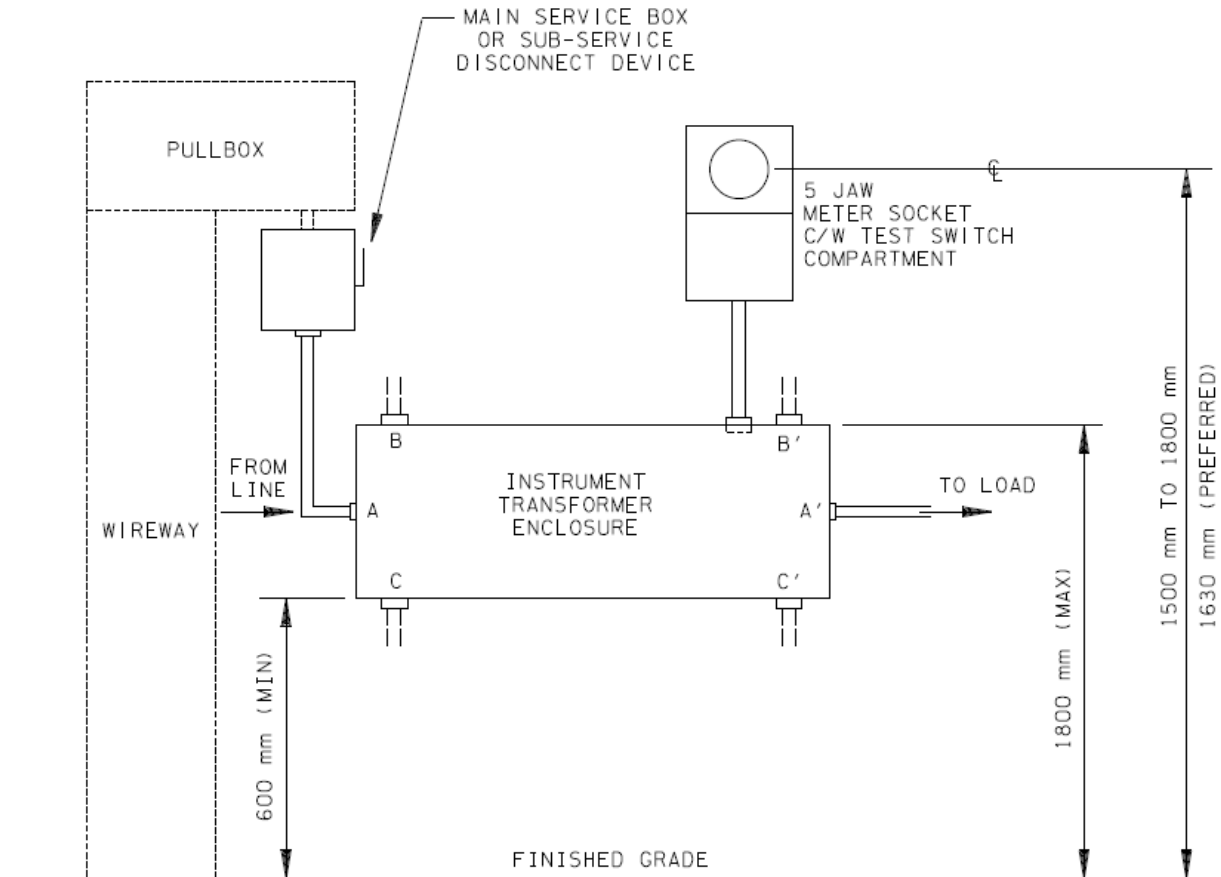 MAIN SERVICE BOX
OR SUB-SERVICE
DISCONNECT DEVICE
PULLBOX
℄
5 JAW
METER SOCKET
C/W TEST SWITCH
COMPARTMENT
B
B'
FROM
LINE
A
INSTRUMENT
TRANSFORMER
ENCLOSURE
A'
TO LOAD
WIREWAY
C
C'
600 mm (MIN)
1800 mm (MAX)
1500 mm TO 1800 mm
1630 mm (PREFERRED)
FINISHED GRADE